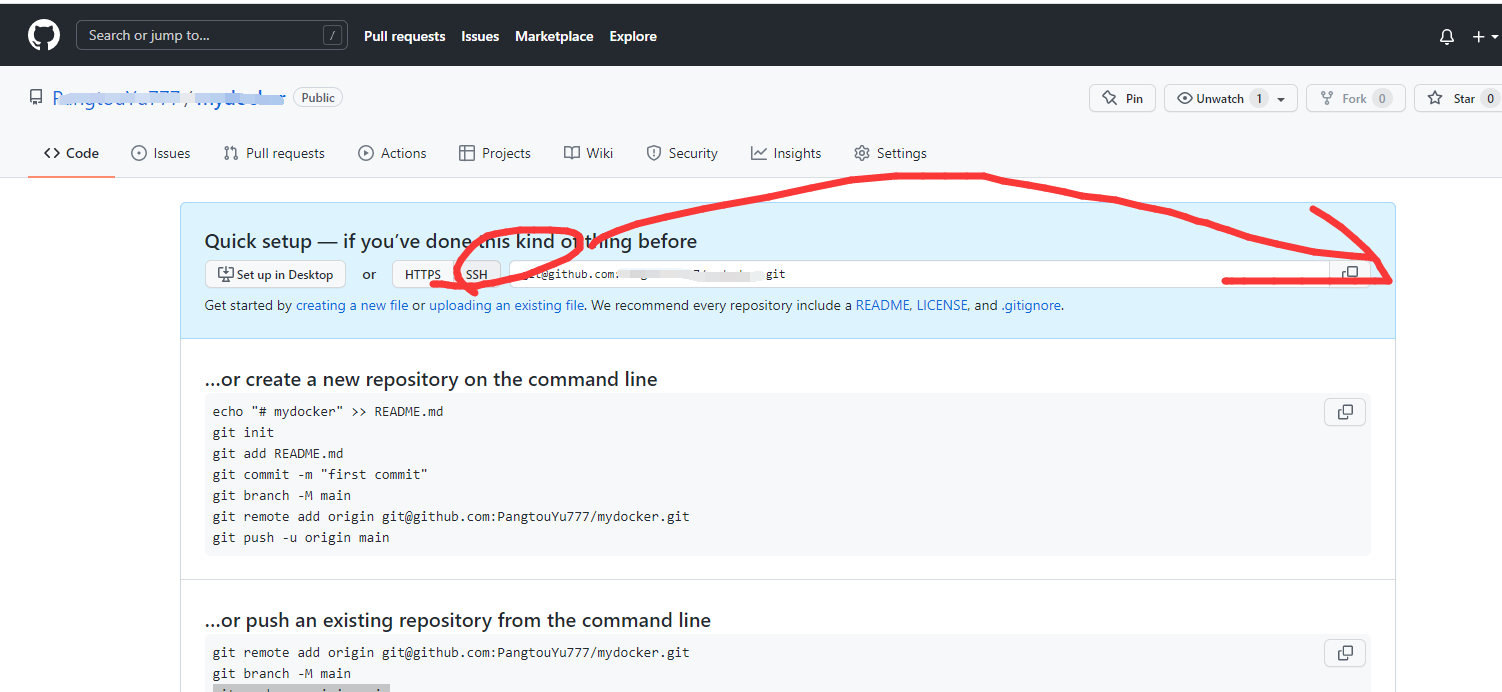 Search or jump to... /
Pull requests Issues Marketplace Explore
Public
Pin
Unwatch 1
Fork 0
Star 0
Code Issues Pull requests Actions Projects Wiki Security Insights Settings
Quick setup — if you’ve done this kind of thing before
Set up in Desktop or HTTPS SSH git@github.com: git
Get started by creating a new file or uploading an existing file. We recommend every repository include a README, LICENSE, and .gitignore.
…or create a new repository on the command line
echo "# mydocker" >> README.md
git init
git add README.md
git commit -m "first commit"
git branch -M main
git remote add origin git@github.com:PangtouYu777/mydocker.git
git push -u origin main
…or push an existing repository from the command line
git remote add origin git@github.com:PangtouYu777/mydocker.git
git branch -M main